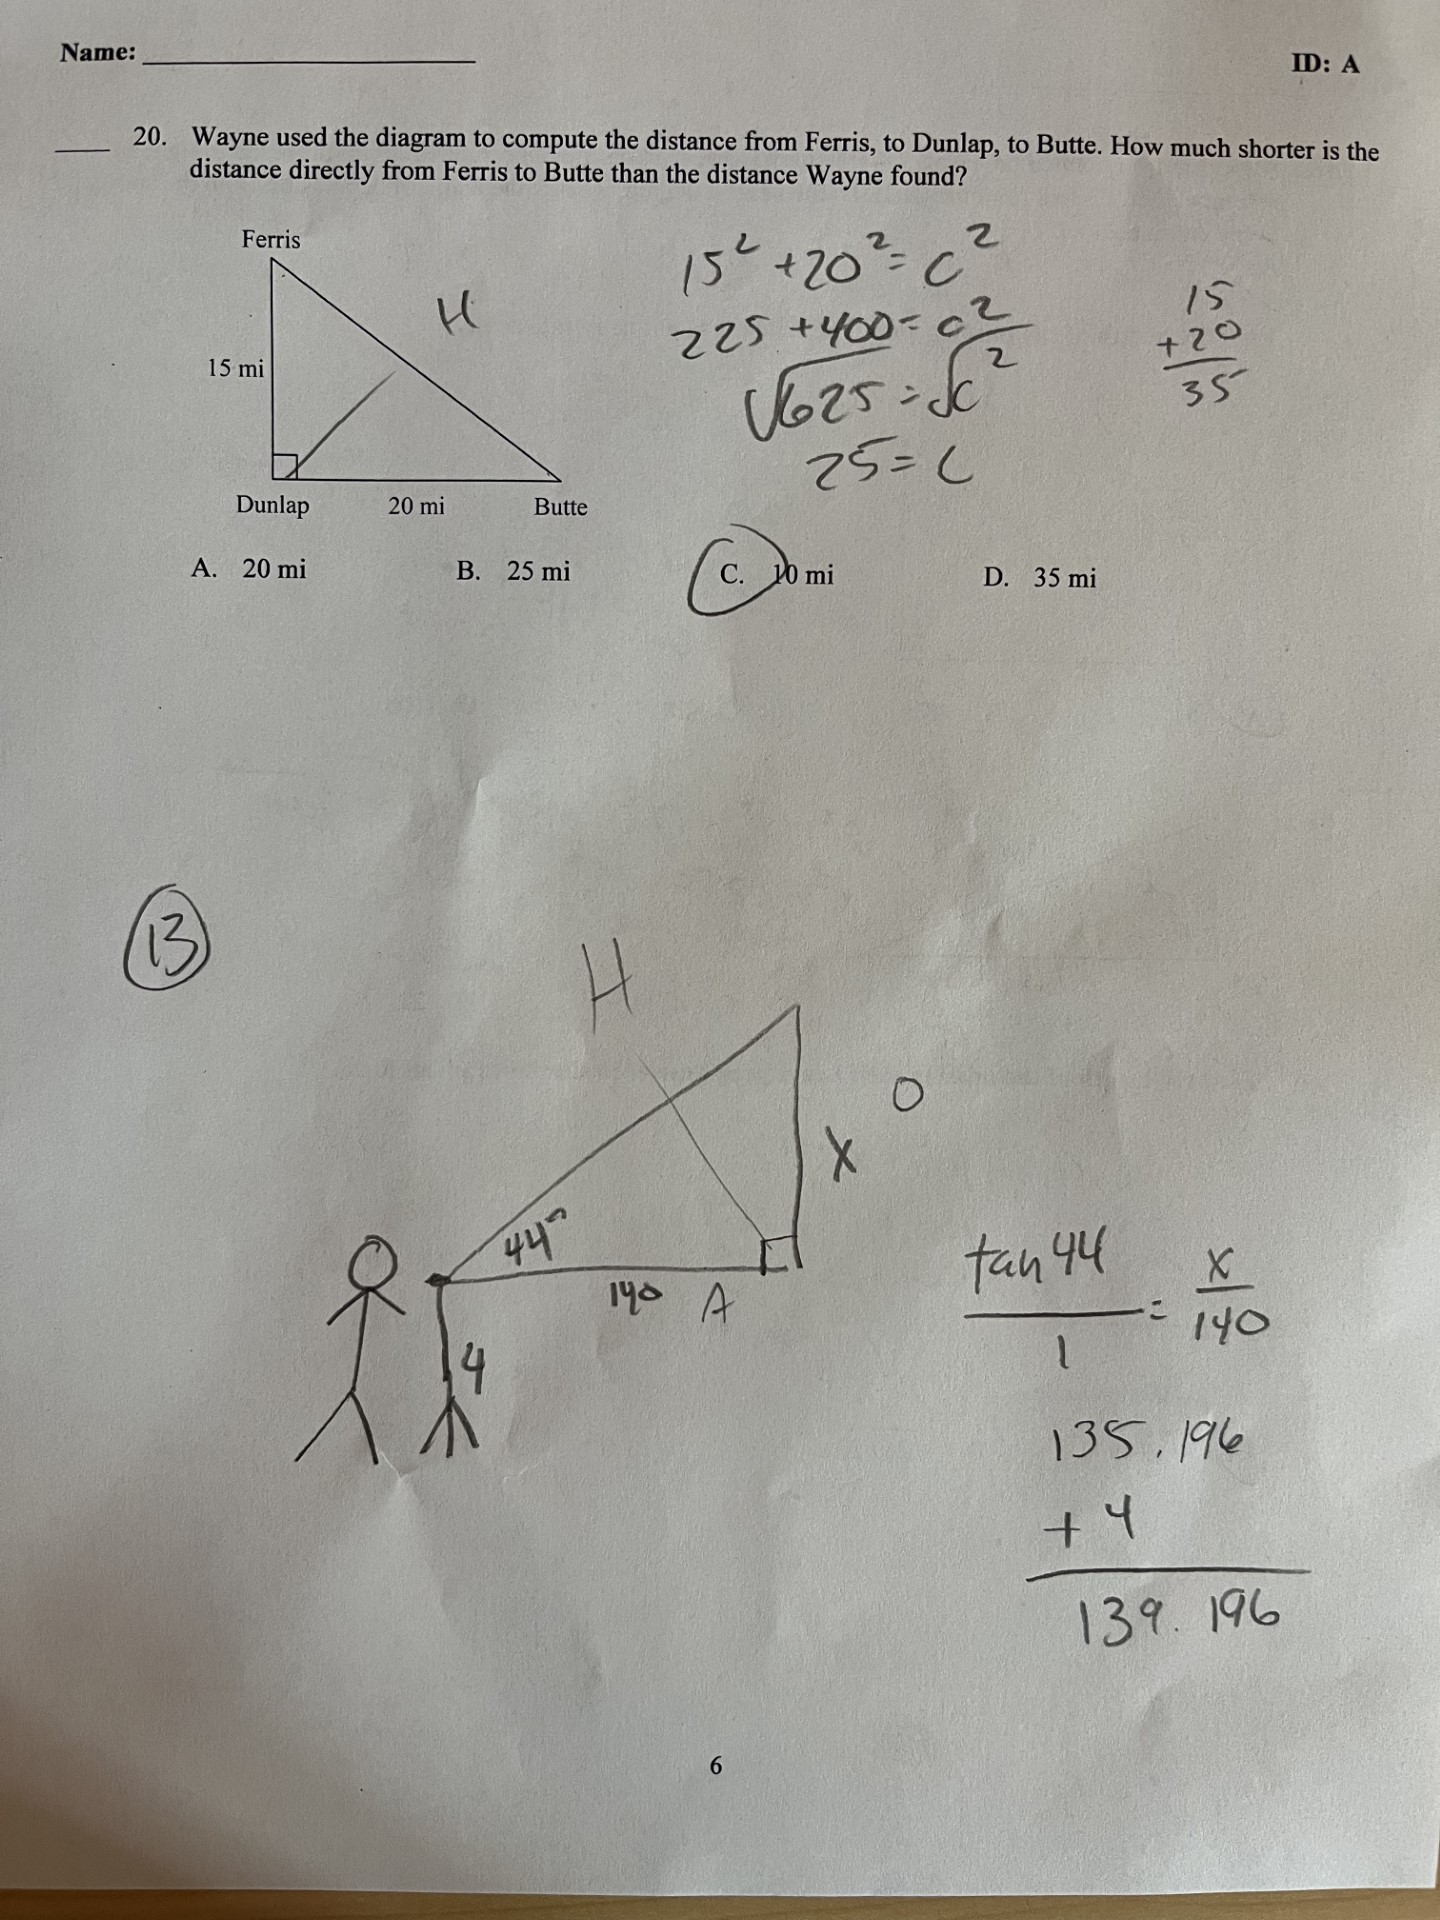 Name: ID: A
20. Wayne used the diagram to compute the distance from Ferris, to Dunlap, to Butte. How much shorter is the
distance directly from Ferris to Butte than the distance Wayne found?
Ferris
H
15 mi
Dunlap 20 mi Butte
15² + 20² = c²
225 + 400 = c²
√625 = √c²
25 = c
15
+20
35
A. 20 mi B. 25 mi C. 10 mi D. 35 mi
13
H
O
X
44°
140 A
4
tan 44 = x
1 140
135.196
+ 4
139.196
6